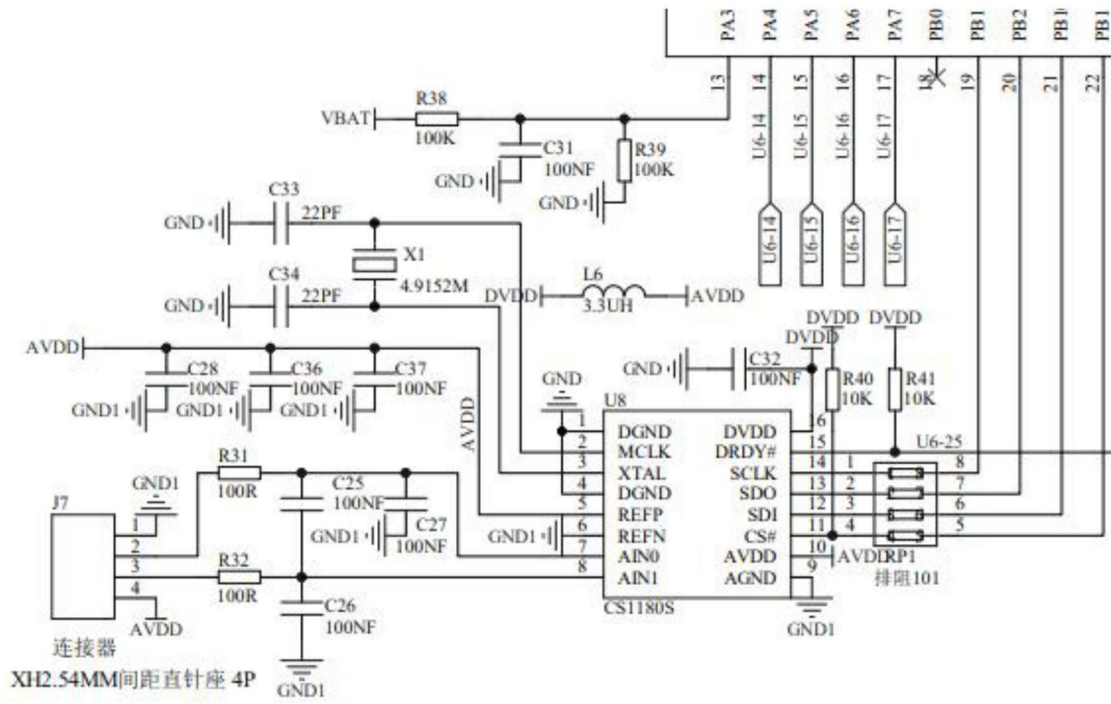 PA3
PA4
PA5
PA6
PA7
PB0
PB1
PB2
PB1
13
14
15
16
17
18
19
20
21
22
U6-14
U6-15
U6-16
U6-17
U6-14
U6-15
U6-16
U6-17
VBAT
R38
100K
C31
100NF
GND
R39
100K
GND
C33
22PF
GND
X1
4.9152M
C34
22PF
GND
L6
DVDD
AVDD
3.3UH
AVDD
C28
100NF
GND1
C36
100NF
GND1
C37
100NF
GND1
AVDD
GND
GND
C32
100NF
DVDD
DVDD
DVDD
R40
10K
R41
10K
U6-25
U8
1 DGND
2 MCLK
3 XTAL
4 DGND
5 REFP
6 REFN
7 AIN0
8 AIN1
DVDD 16
DRDY# 15
SCLK 14
SDO 13
SDI 12
CS# 11
AVDD 10
AGND 9
CS1180S
GND1
1 8
2 7
3 6
4 5
AVDD
RP1
排阻101
GND1
R31
100R
C25
100NF
GND1
C27
100NF
R32
100R
C26
100NF
GND1
J7
GND1
1
2
3
4
AVDD
连接器
XH2.54MM间距直针座 4P